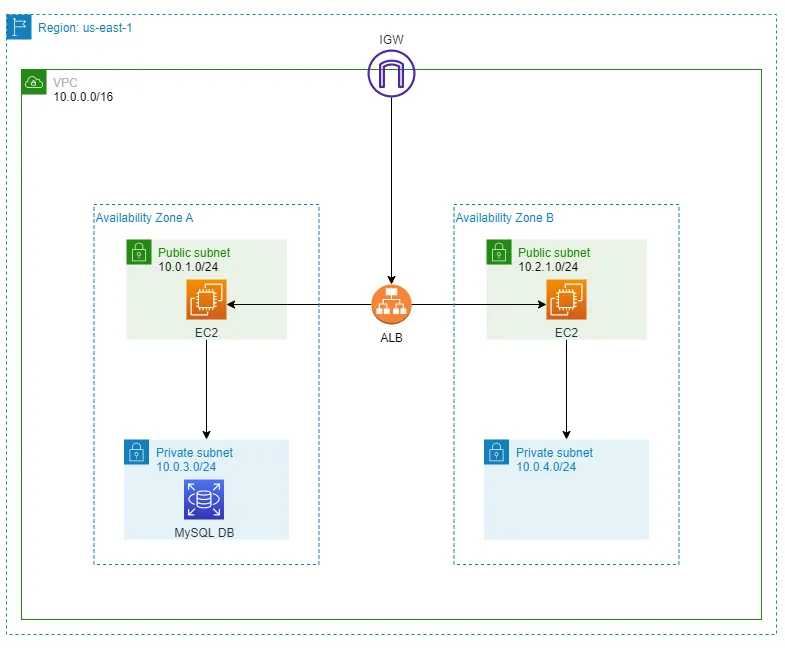 Region: us-east-1
IGW
VPC
10.0.0.0/16
Availability Zone A
Availability Zone B
Public subnet
10.0.1.0/24
EC2
Public subnet
10.2.1.0/24
EC2
ALB
Private subnet
10.0.3.0/24
MySQL DB
Private subnet
10.0.4.0/24